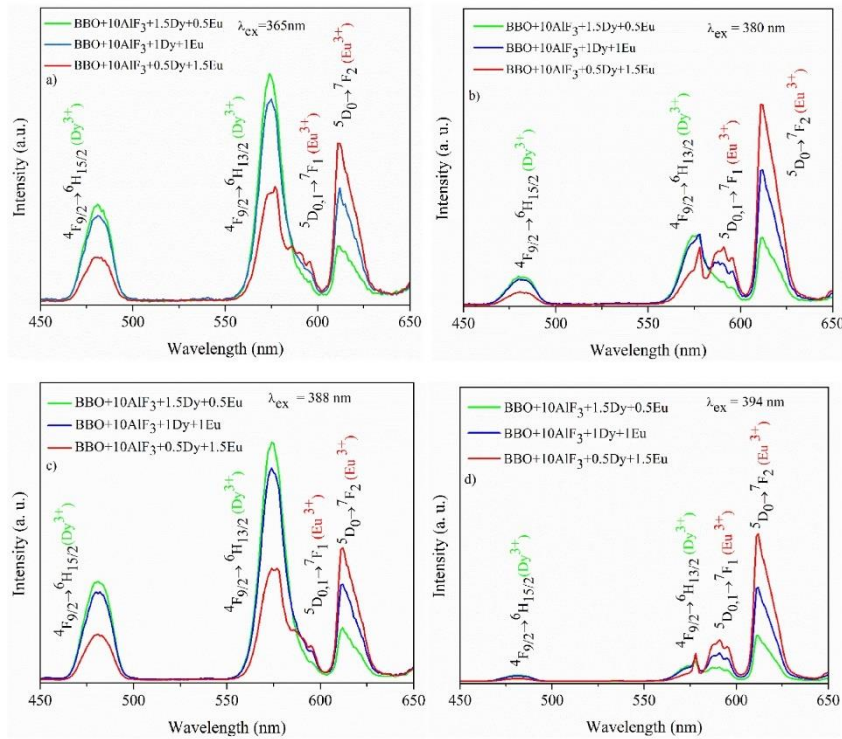 BBO+10AlF₃+1.5Dy+0.5Eu
BBO+10AlF₃+1Dy+1Eu
BBO+10AlF₃+0.5Dy+1.5Eu
λex=365nm
a)
⁴F9/2→⁶H15/2 (Dy³⁺)
⁴F9/2→⁶H13/2 (Dy³⁺)
⁵D0,1→⁷F1 (Eu³⁺)
⁵D0→⁷F2 (Eu³⁺)
Intensity (a.u.)
450 500 550 600 650
Wavelength (nm)
BBO+10AlF₃+1.5Dy+0.5Eu
BBO+10AlF₃+1Dy+1Eu
BBO+10AlF₃+0.5Dy+1.5Eu
λex = 380 nm
b)
⁴F9/2→⁶H15/2 (Dy³⁺)
⁴F9/2→⁶H13/2 (Dy³⁺)
⁵D0,1→⁷F1 (Eu³⁺)
⁵D0→⁷F2 (Eu³⁺)
Intensity (a. u.)
450 500 550 600 650
Wavelength (nm)
BBO+10AlF₃+1.5Dy+0.5Eu
BBO+10AlF₃+1Dy+1Eu
BBO+10AlF₃+0.5Dy+1.5Eu
λex = 388 nm
c)
⁴F9/2→⁶H15/2 (Dy³⁺)
⁴F9/2→⁶H13/2 (Dy³⁺)
⁵D0,1→⁷F1 (Eu³⁺)
⁵D0→⁷F2 (Eu³⁺)
Intensity (a. u.)
450 500 550 600 650
Wavelength (nm)
BBO+10AlF₃+1.5Dy+0.5Eu
BBO+10AlF₃+1Dy+1Eu
BBO+10AlF₃+0.5Dy+1.5Eu
λex = 394 nm
d)
⁴F9/2→⁶H15/2 (Dy³⁺)
⁴F9/2→⁶H13/2 (Dy³⁺)
⁵D0,1→⁷F1 (Eu³⁺)
⁵D0→⁷F2 (Eu³⁺)
Intensity (a. u.)
450 500 550 600 650
Wavelength (nm)